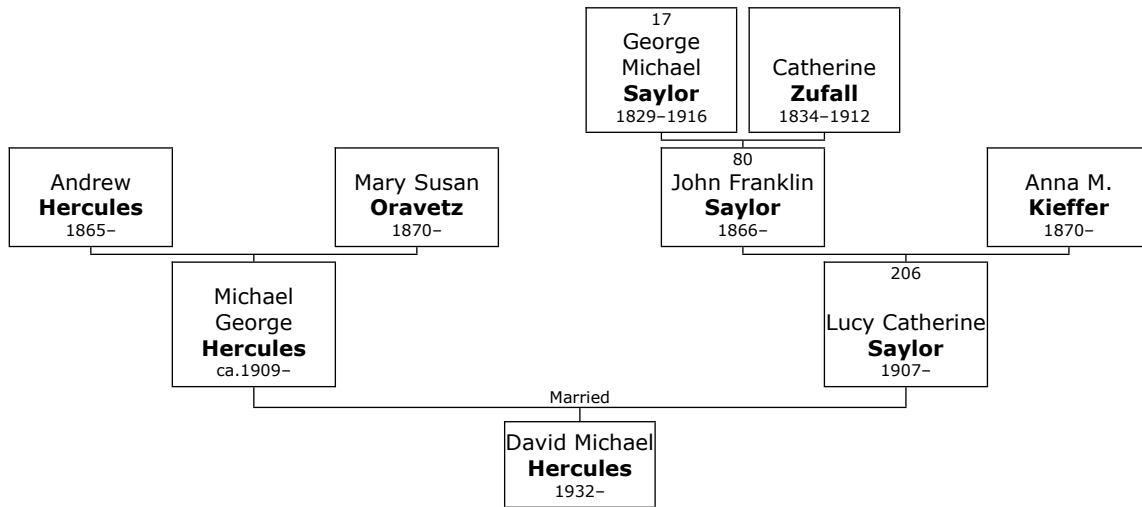 17
George
Michael
Saylor
1829–1916
Catherine
Zufall
1834–1912
Andrew
Hercules
1865–
Mary Susan
Oravetz
1870–
80
John Franklin
Saylor
1866–
Anna M.
Kieffer
1870–
Michael
George
Hercules
ca.1909–
206
Lucy Catherine
Saylor
1907–
Married
David Michael
Hercules
1932–